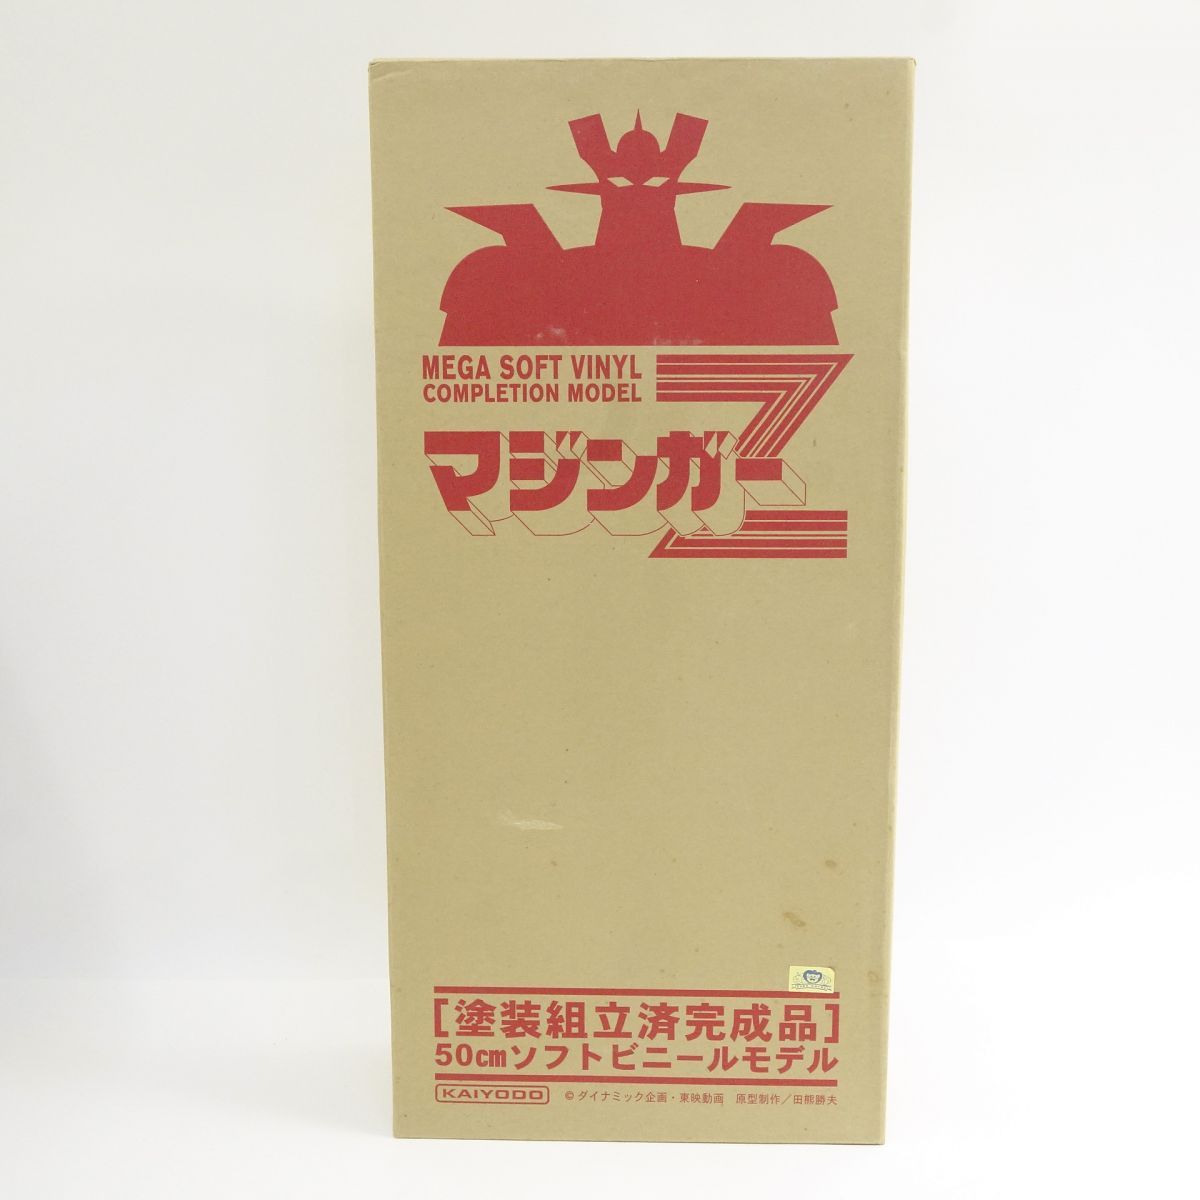 MEGA SOFT VINYL
COMPLETION MODEL
マジンガーZ
[塗装組立済完成品]
50cmソフトビニールモデル
KAIYODO ©ダイナミック企画・東映動画 原型制作／田熊勝夫